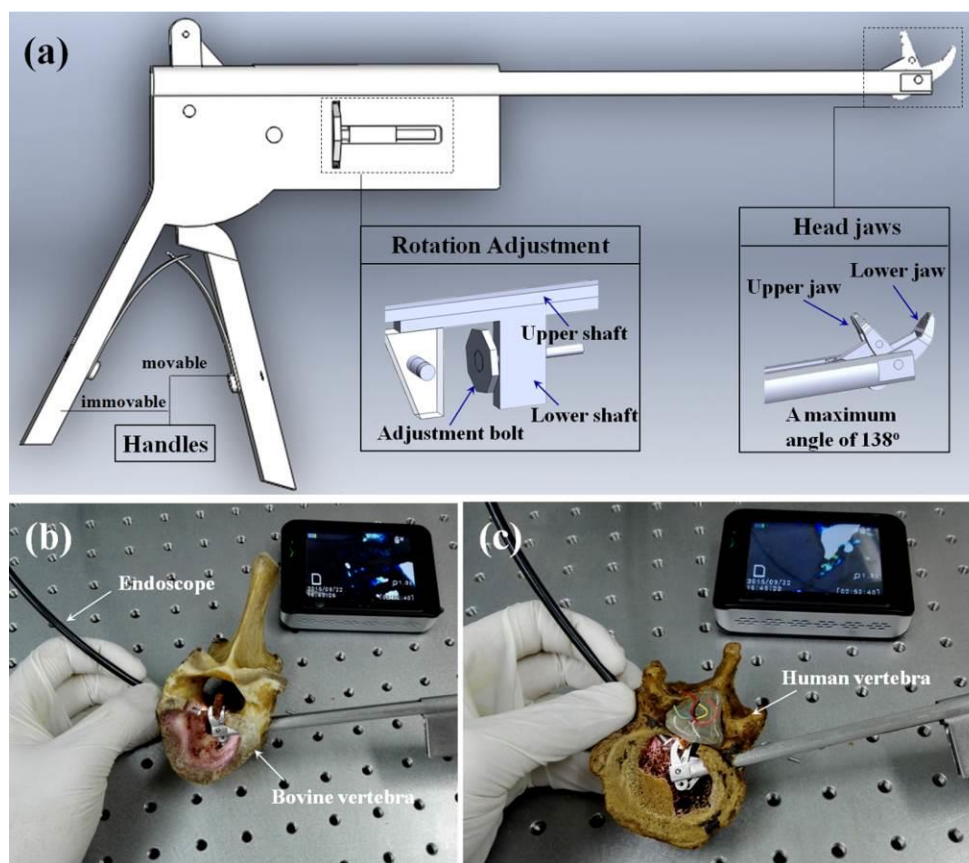 (a)
Rotation Adjustment
Upper shaft
Adjustment bolt
Lower shaft
Head jaws
Lower jaw
Upper jaw
A maximum
angle of 138º
movable
immovable
Handles
(b)
Endoscope
Bovine vertebra
(c)
Human vertebra